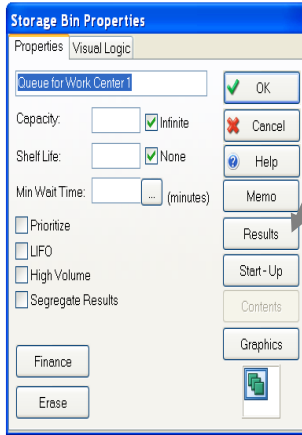 Storage Bin Properties
Properties Visual Logic
Queue for Work Center 1
OK
Capacity: Infinite
Cancel
Shelf Life: None
Help
Min Wait Time: ... (minutes)
Memo
Prioritize
Results
LIFO
High Volume
Start-Up
Segregate Results
Contents
Graphics
Finance
Erase